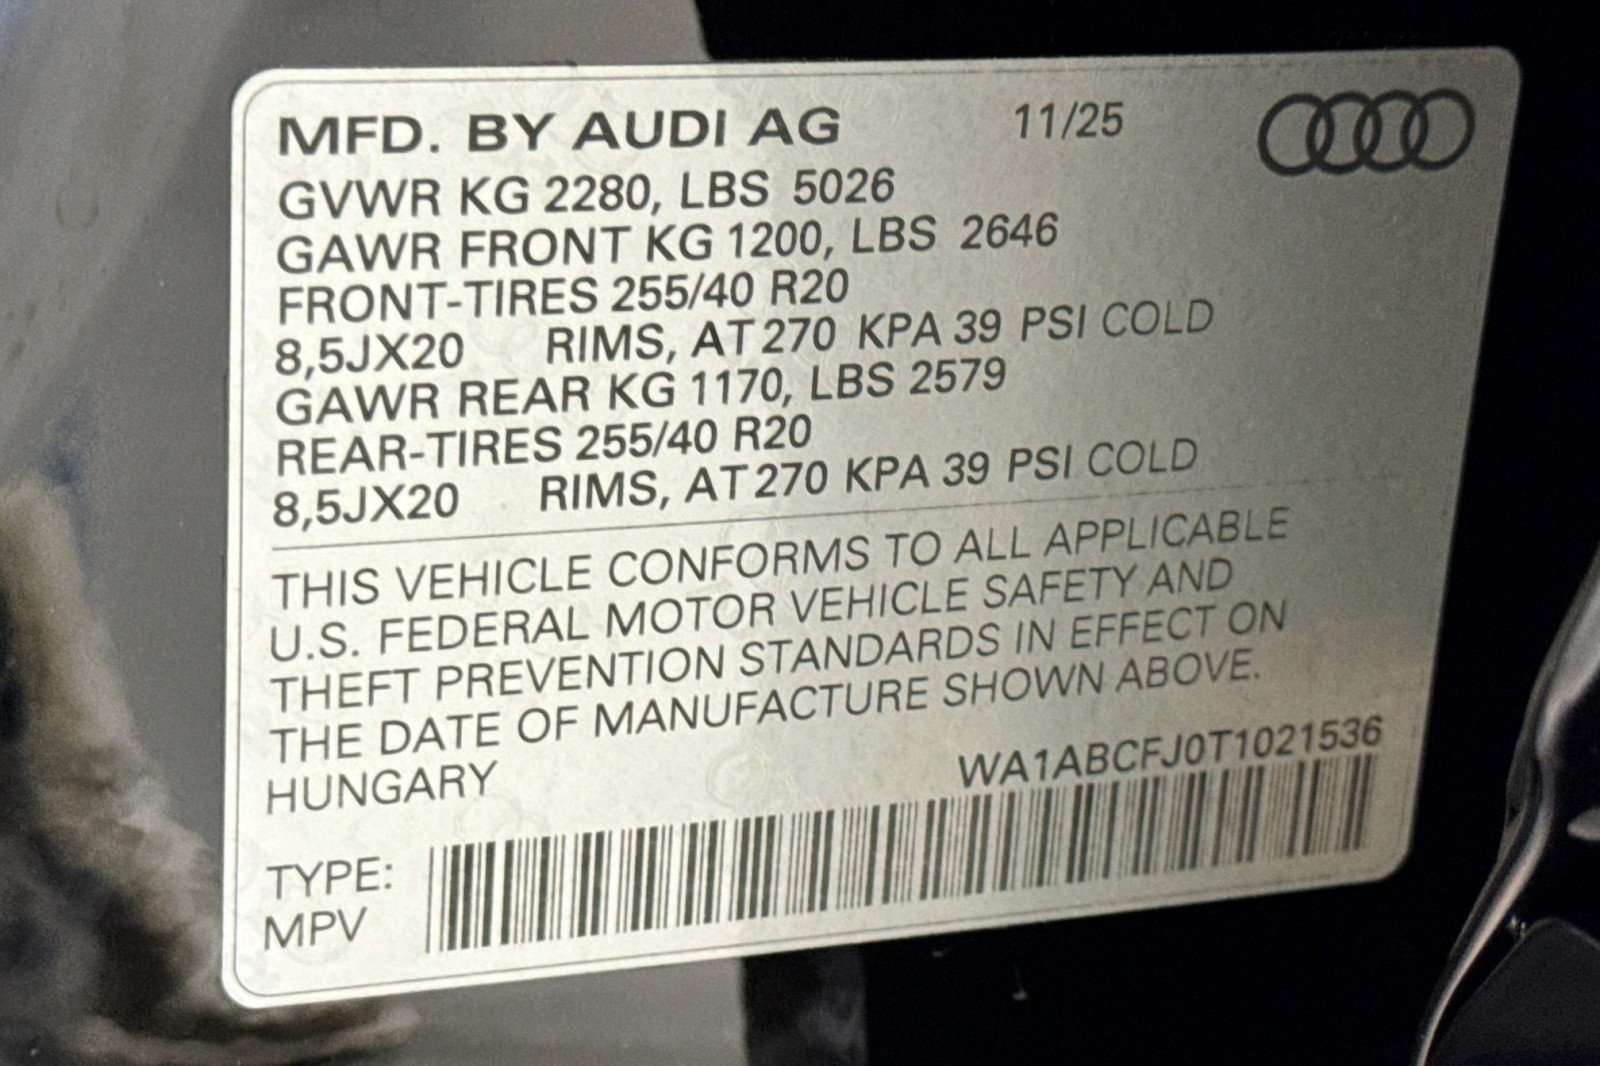 MFD. BY AUDI AG 11/25
GVWR KG 2280, LBS 5026
GAWR FRONT KG 1200, LBS 2646
FRONT-TIRES 255/40 R20
8,5JX20 RIMS, AT 270 KPA 39 PSI COLD
GAWR REAR KG 1170, LBS 2579
REAR-TIRES 255/40 R20
8,5JX20 RIMS, AT 270 KPA 39 PSI COLD
THIS VEHICLE CONFORMS TO ALL APPLICABLE
U.S. FEDERAL MOTOR VEHICLE SAFETY AND
THEFT PREVENTION STANDARDS IN EFFECT ON
THE DATE OF MANUFACTURE SHOWN ABOVE.
HUNGARY WA1ABCFJ0T1021536
TYPE:
MPV